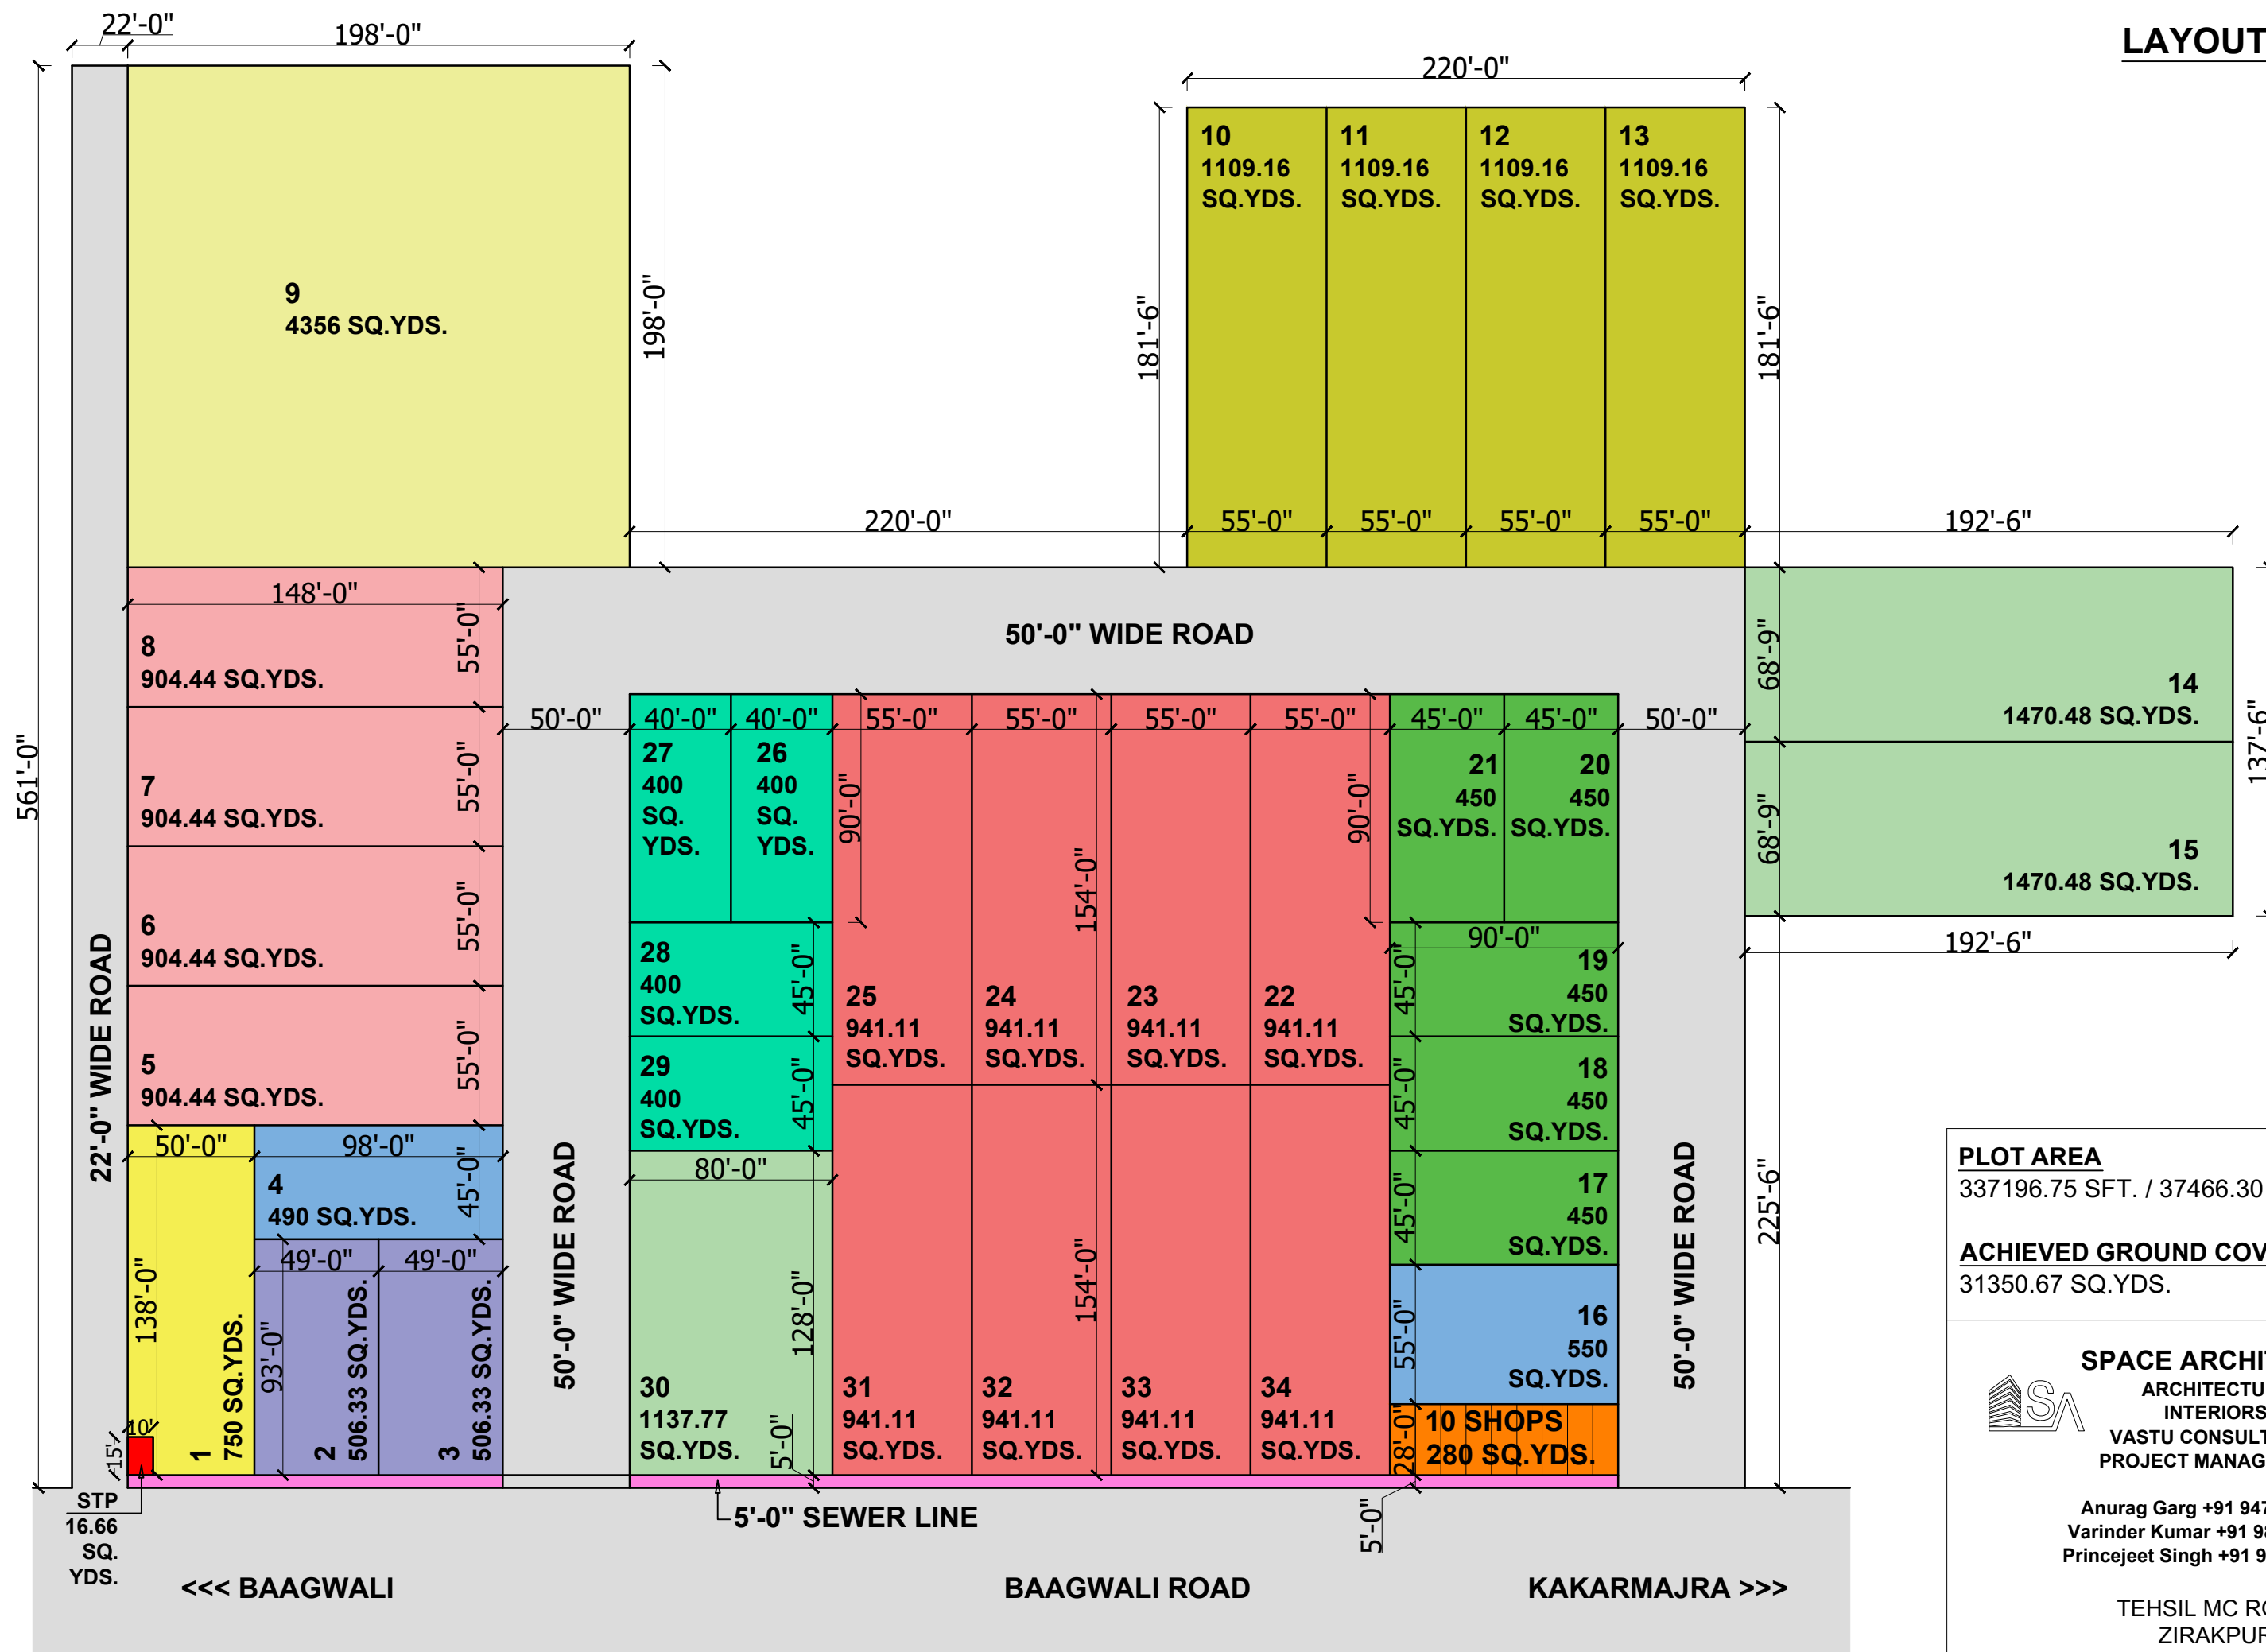 LAYOUT
22'-0"
198'-0"
220'-0"
9
4356 SQ.YDS.
198'-0"
561'-0"
181'-6"
10
1109.16
SQ.YDS.
11
1109.16
SQ.YDS.
12
1109.16
SQ.YDS.
13
1109.16
SQ.YDS.
181'-6"
220'-0"
55'-0"
55'-0"
55'-0"
55'-0"
192'-6"
148'-0"
8
904.44 SQ.YDS.
55'-0"
7
904.44 SQ.YDS.
55'-0"
6
904.44 SQ.YDS.
55'-0"
5
904.44 SQ.YDS.
55'-0"
22'-0" WIDE ROAD
50'-0" WIDE ROAD
50'-0"
40'-0"
40'-0"
55'-0"
55'-0"
55'-0"
55'-0"
45'-0"
45'-0"
50'-0"
27
400
SQ.
YDS.
26
400
SQ.
YDS.
90'-0"
154'-0"
90'-0"
21
450
SQ.YDS.
20
450
SQ.YDS.
68'-9"
14
1470.48 SQ.YDS.
137'-6"
68'-9"
15
1470.48 SQ.YDS.
192'-6"
28
400
SQ.YDS.
45'-0"
29
400
SQ.YDS.
45'-0"
25
941.11
SQ.YDS.
24
941.11
SQ.YDS.
23
941.11
SQ.YDS.
22
941.11
SQ.YDS.
90'-0"
19
450
SQ.YDS.
45'-0"
18
450
SQ.YDS.
45'-0"
17
450
SQ.YDS.
45'-0"
16
550
SQ.YDS.
55'-0"
10 SHOPS
280 SQ.YDS.
28'-0"
50'-0"
98'-0"
4
490 SQ.YDS.
45'-0"
49'-0"
49'-0"
138'-0"
1
750 SQ.YDS.
93'-0"
2
506.33 SQ.YDS.
3
506.33 SQ.YDS.
10'
15'
STP
16.66
SQ.
YDS.
50'-0" WIDE ROAD
80'-0"
128'-0"
30
1137.77
SQ.YDS.
5'-0"
154'-0"
31
941.11
SQ.YDS.
32
941.11
SQ.YDS.
33
941.11
SQ.YDS.
34
941.11
SQ.YDS.
50'-0" WIDE ROAD
225'-6"
5'-0" SEWER LINE
5'-0"
<<< BAAGWALI
BAAGWALI ROAD
KAKARMAJRA >>>
PLOT AREA
337196.75 SFT. / 37466.30
ACHIEVED GROUND COV
31350.67 SQ.YDS.
SA
SPACE ARCHI
ARCHITECTU
INTERIORS
VASTU CONSULT
PROJECT MANAG
Anurag Garg +91 947
Varinder Kumar +91 98
Princejeet Singh +91 9
TEHSIL MC RO
ZIRAKPUR